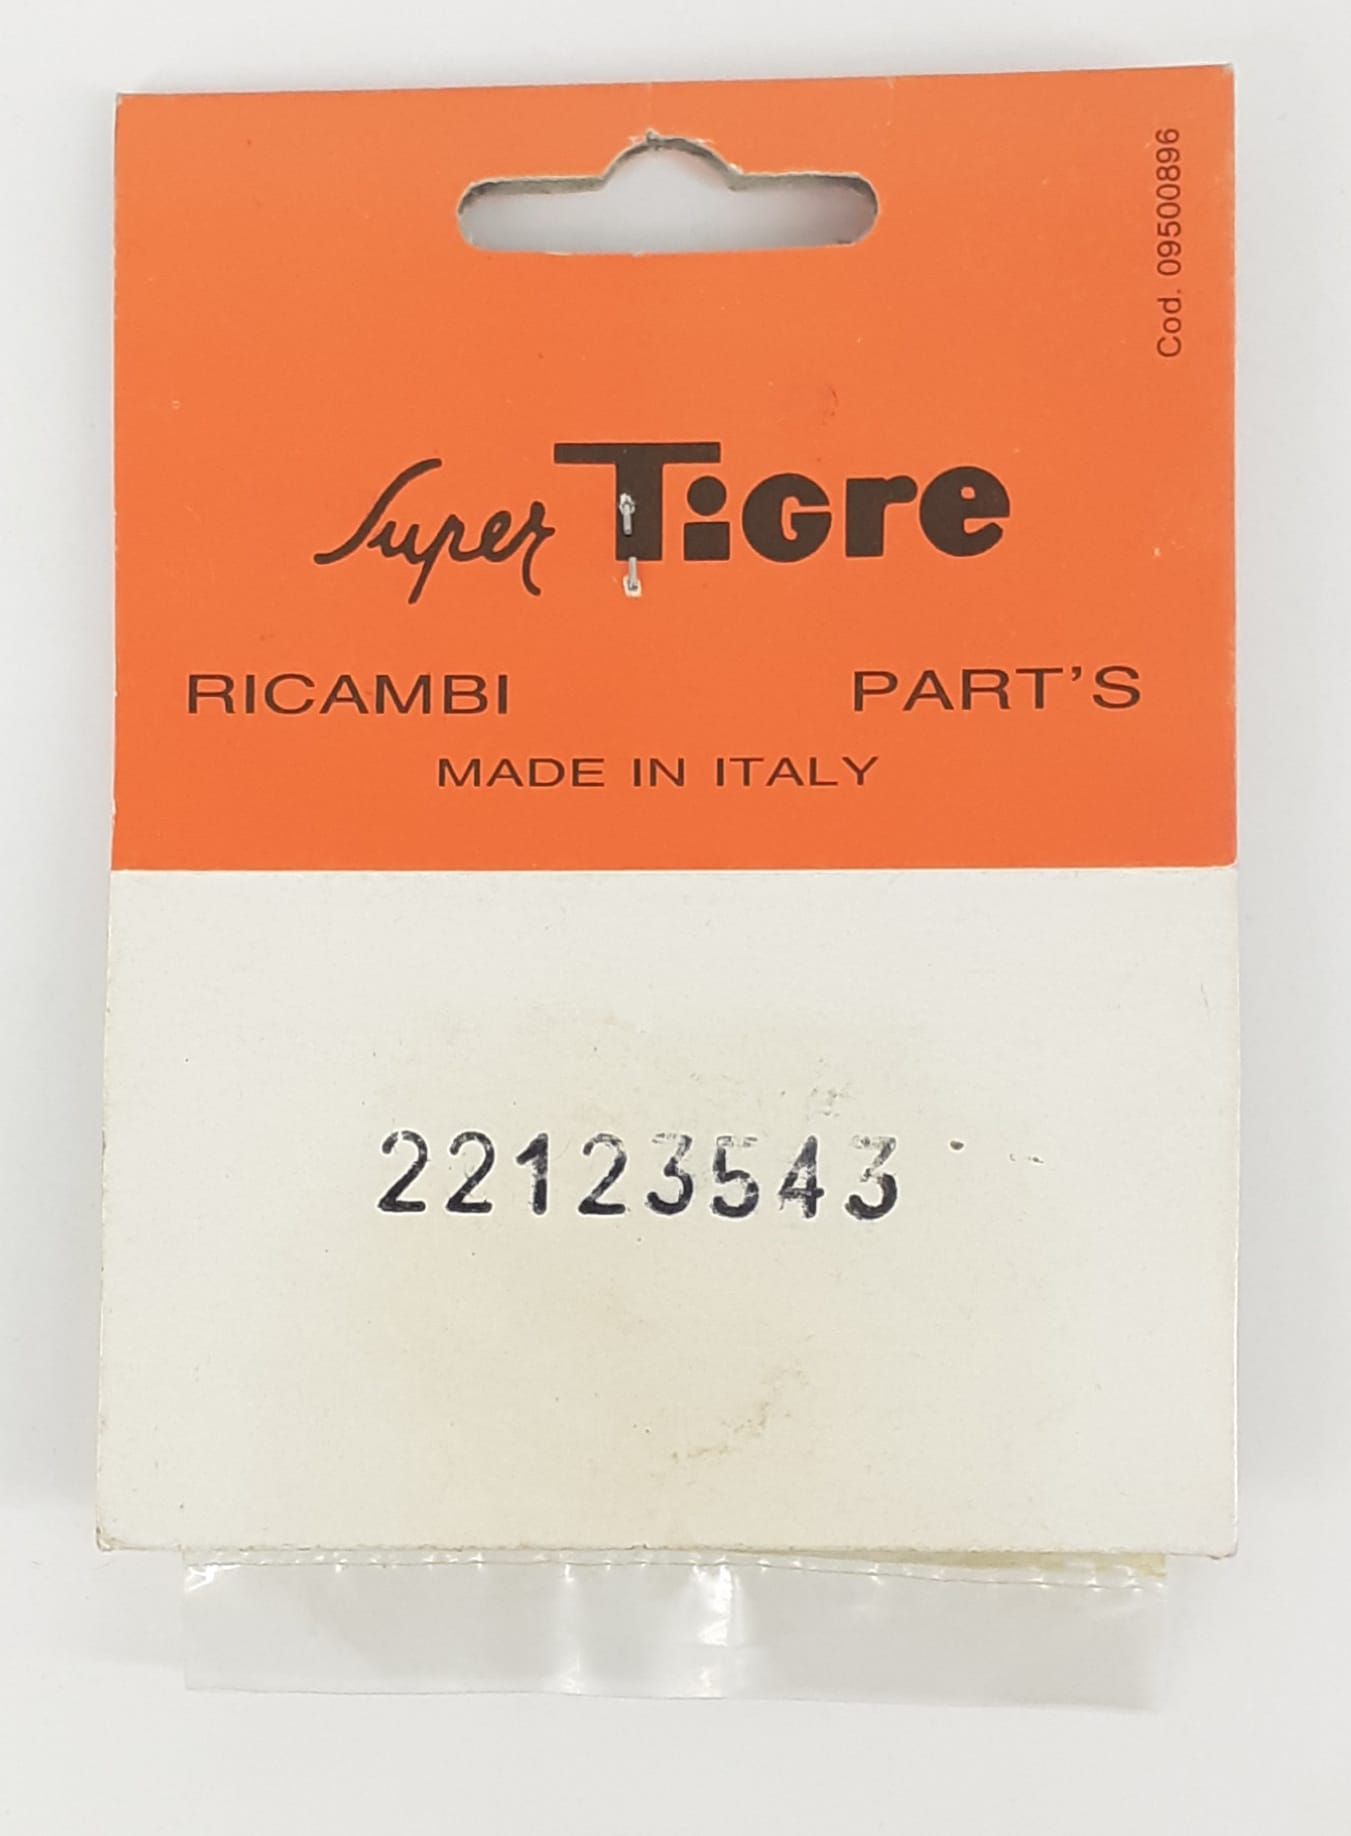 Cod. 09500896
Super Tigre
RICAMBI PART'S
MADE IN ITALY
22123543